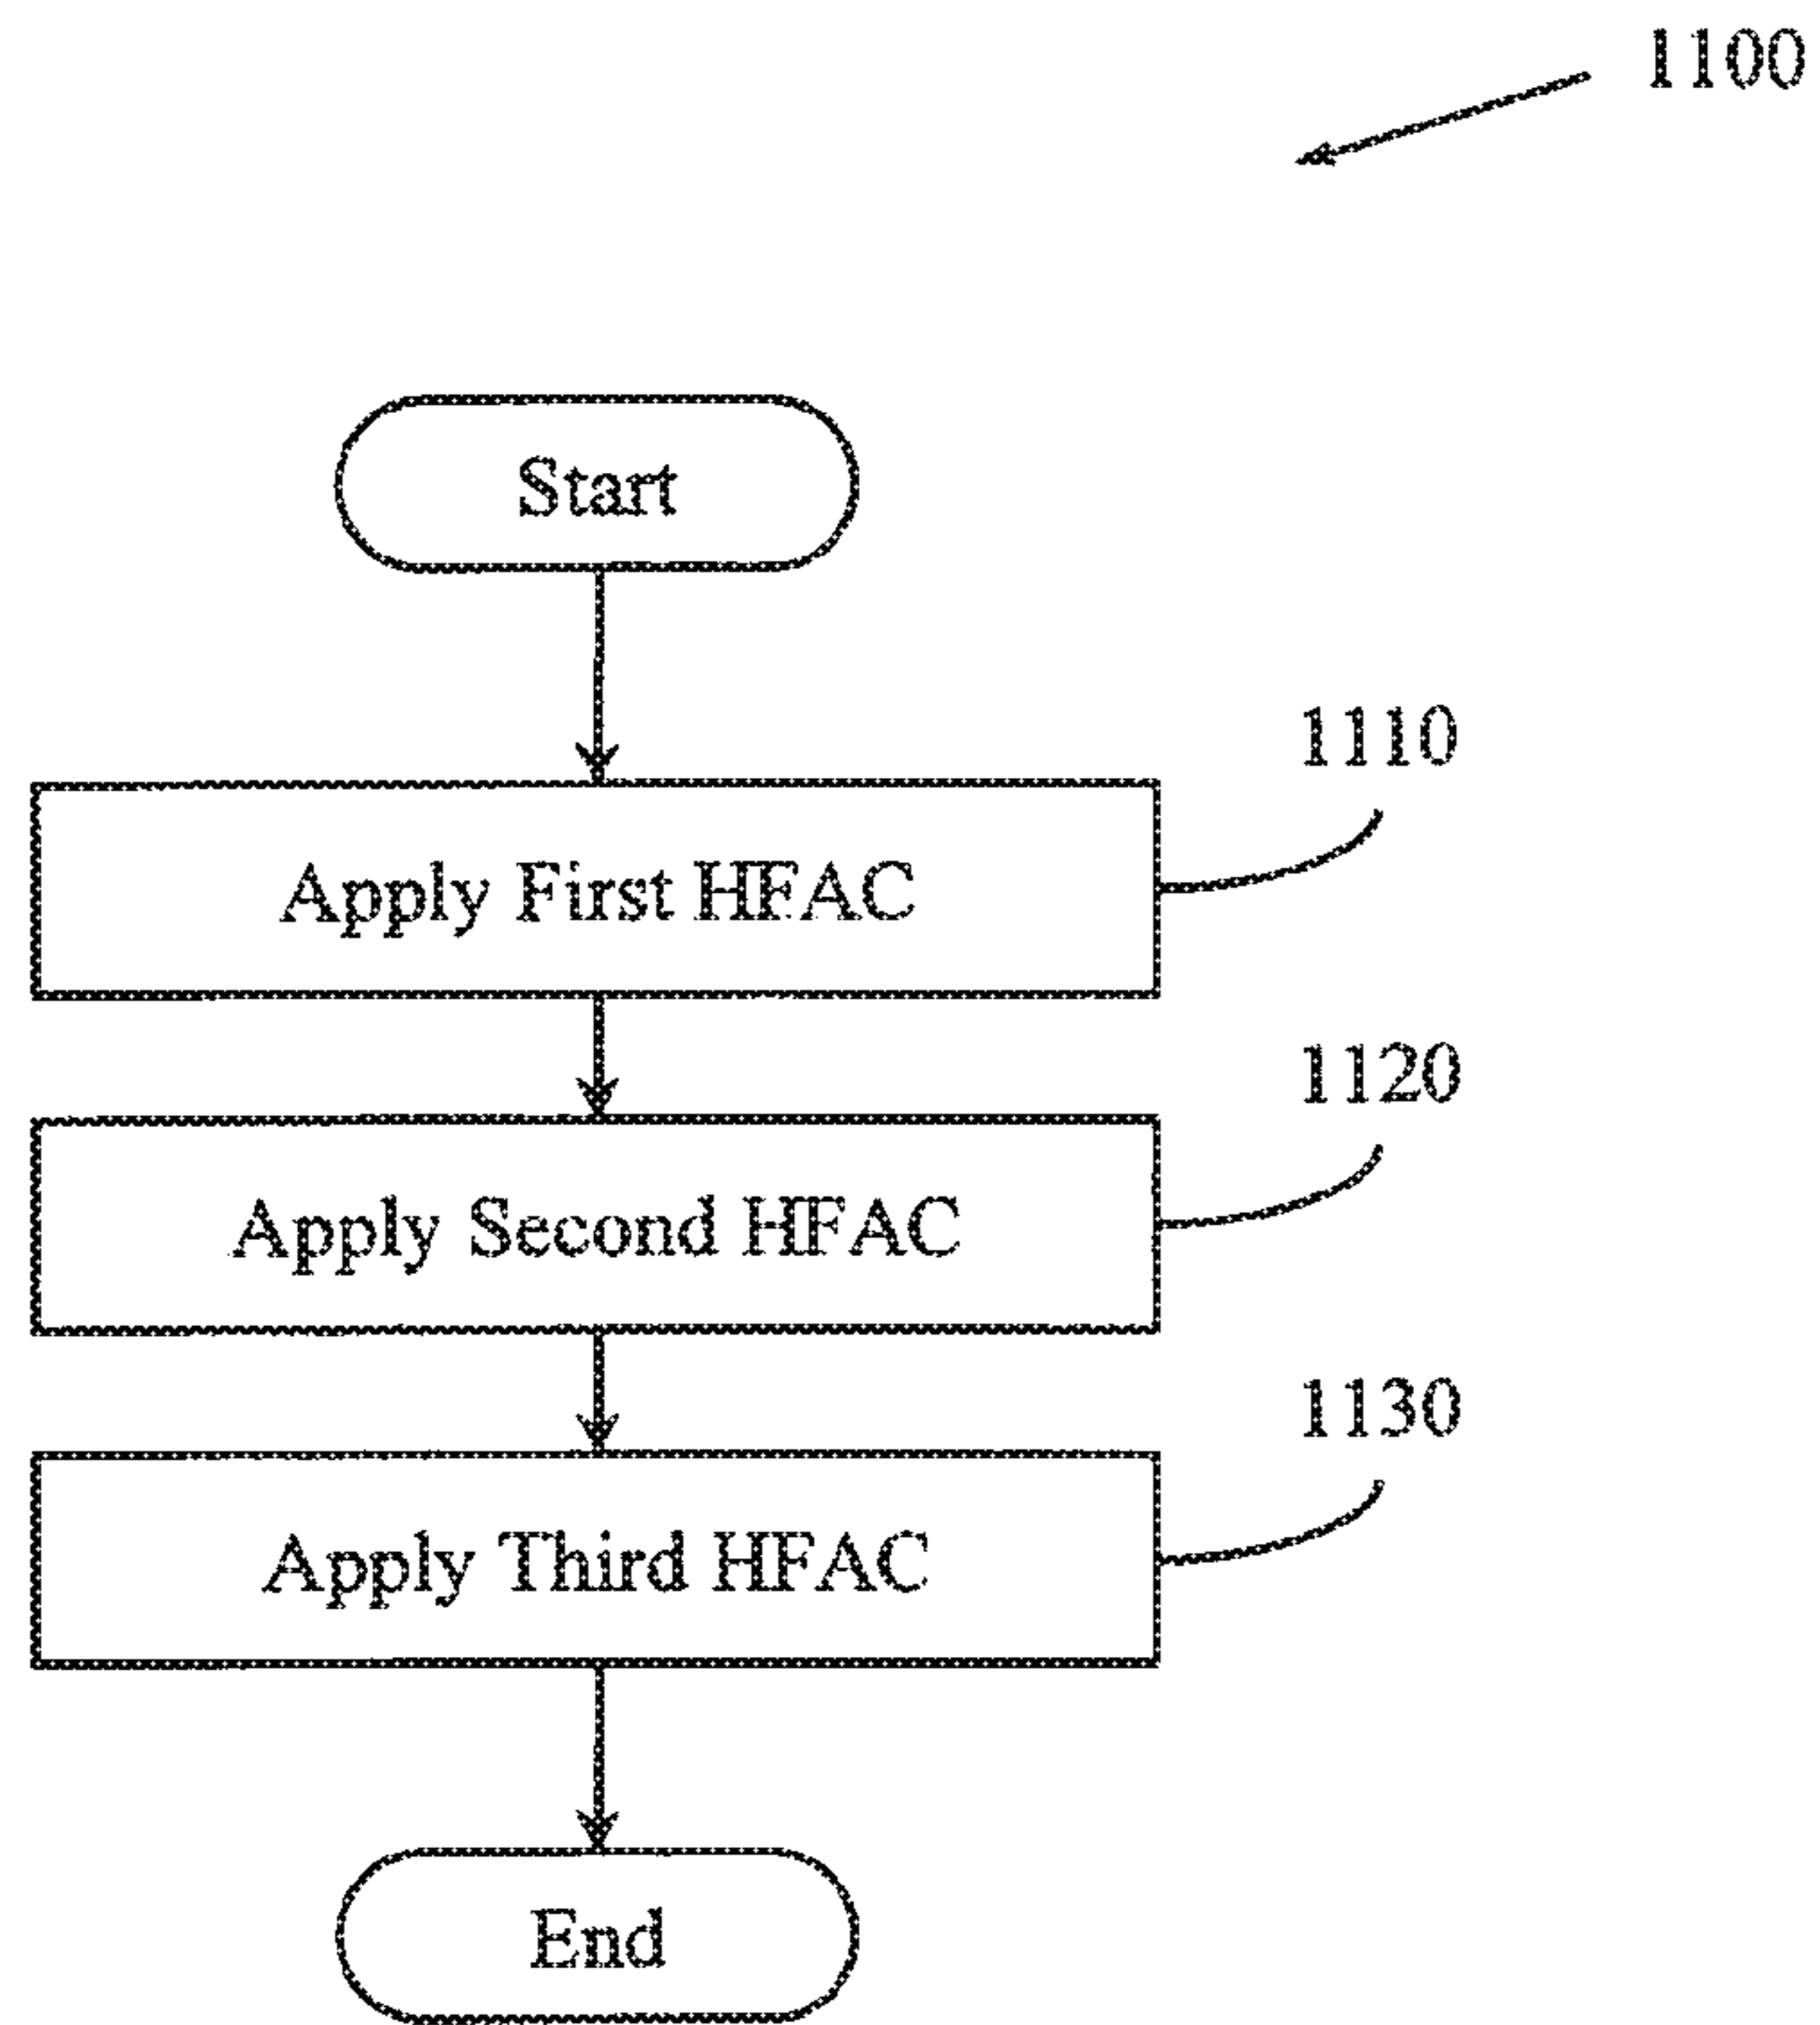 1100
Start
1110
Apply First HFAC
1120
Apply Second HFAC
1130
Apply Third HFAC
End